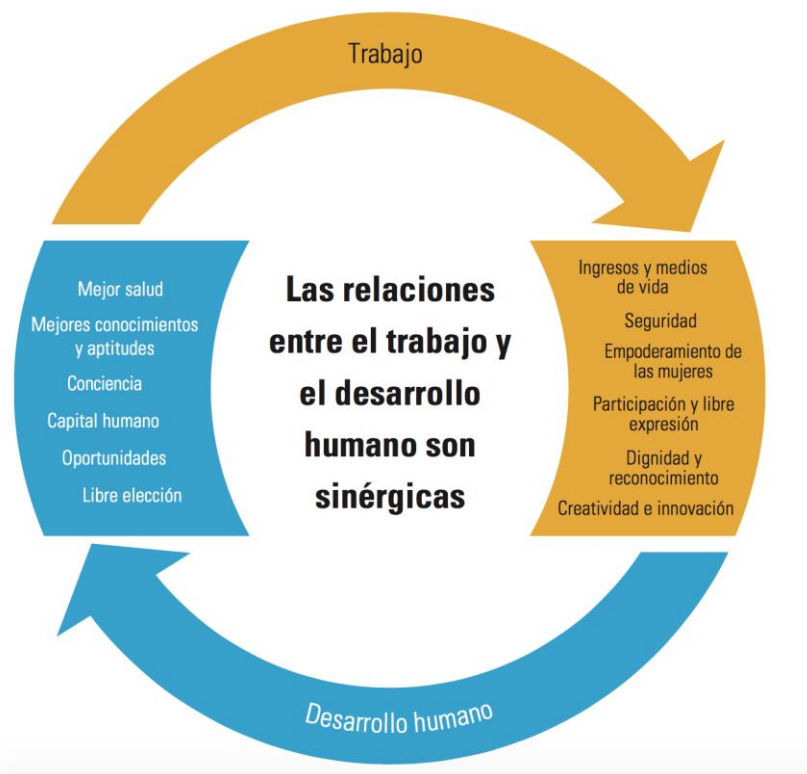 Trabajo
Las relaciones
entre el trabajo y
el desarrollo
humano son
sinérgicas
Mejor salud
Mejores conocimientos
y aptitudes
Conciencia
Capital humano
Oportunidades
Libre elección
Ingresos y medios
de vida
Seguridad
Empoderamiento de
las mujeres
Participación y libre
expresión
Dignidad y
reconocimiento
Creatividad e innovación
Desarrollo humano